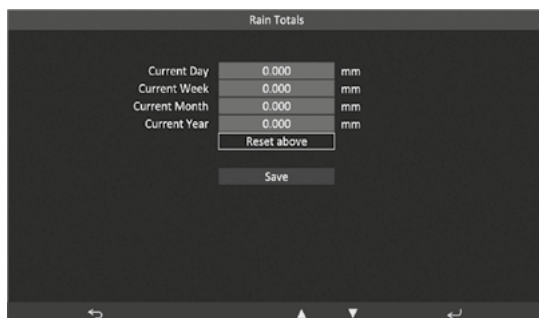 Rain Totals
Current Day 0.000 mm
Current Week 0.000 mm
Current Month 0.000 mm
Current Year 0.000 mm
Reset above
Save